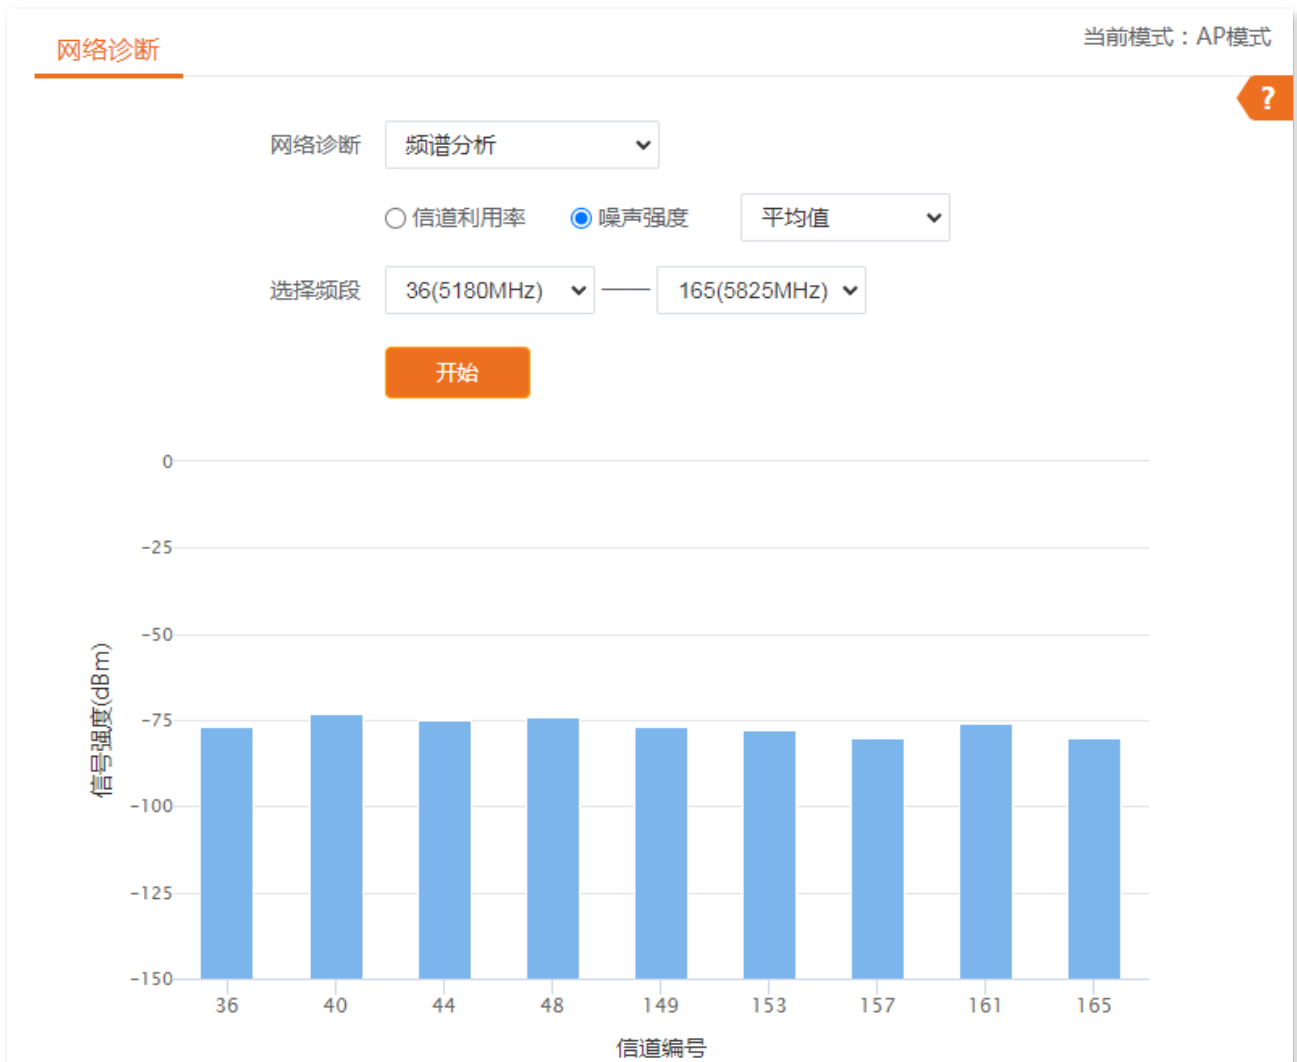 网络诊断
当前模式：AP模式
?
网络诊断 频谱分析
信道利用率 噪声强度 平均值
选择频段 36(5180MHz) 165(5825MHz)
开始
0
-25
-50
-75
-100
-125
-150
信号强度(dBm)
36 40 44 48 149 153 157 161 165
信道编号